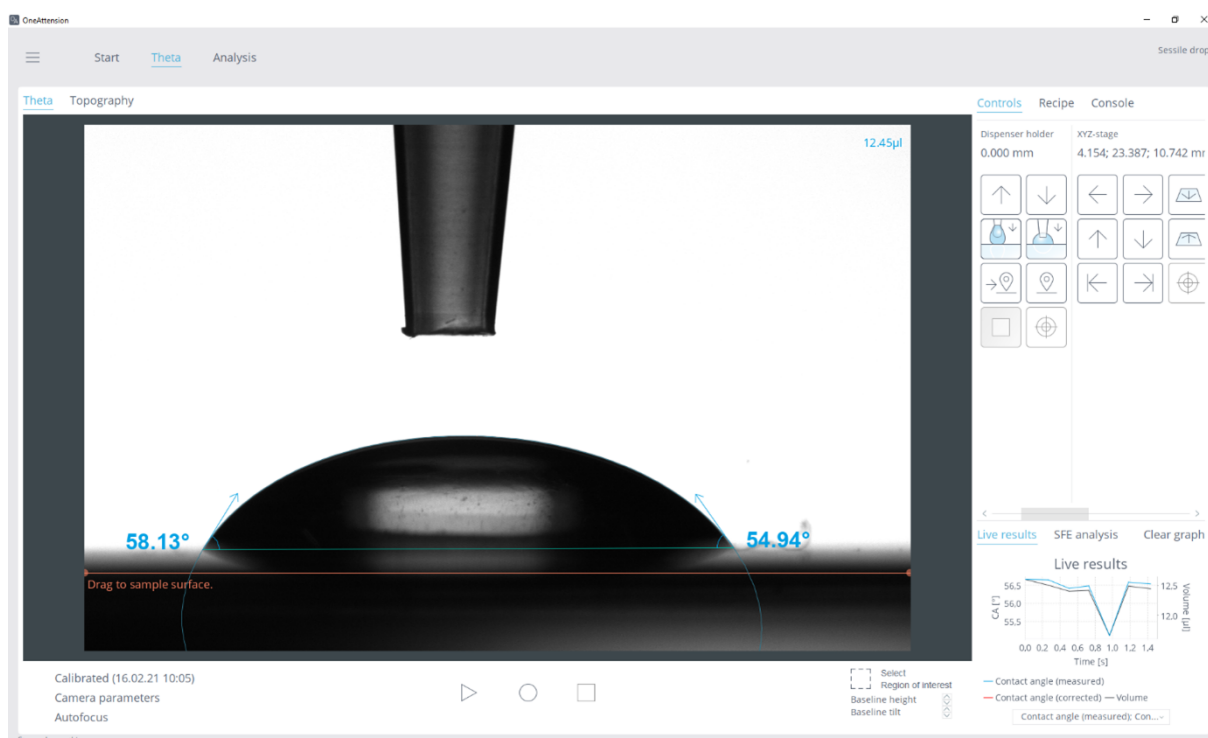 OneAttension
Start Theta Analysis
Sessile drop
Theta Topography
Controls Recipe Console
12.45µl
Dispenser holder
0.000 mm
XYZ-stage
4.154; 23.387; 10.742 mr
58.13°
54.94°
Drag to sample surface.
Live results SFE analysis Clear graph
Live results
CA [°]
56.5
56.0
55.5
12,5
12,0
Volume [µl]
0,0 0.2 0.4 0,6 0,8 1.0 1.2 1.4
Time [s]
Contact angle (measured)
Contact angle (corrected) Volume
Contact angle (measured); Con...
Calibrated (16.02.21 10:05)
Camera parameters
Autofocus
Select
Region of interest
Baseline height
Baseline tilt